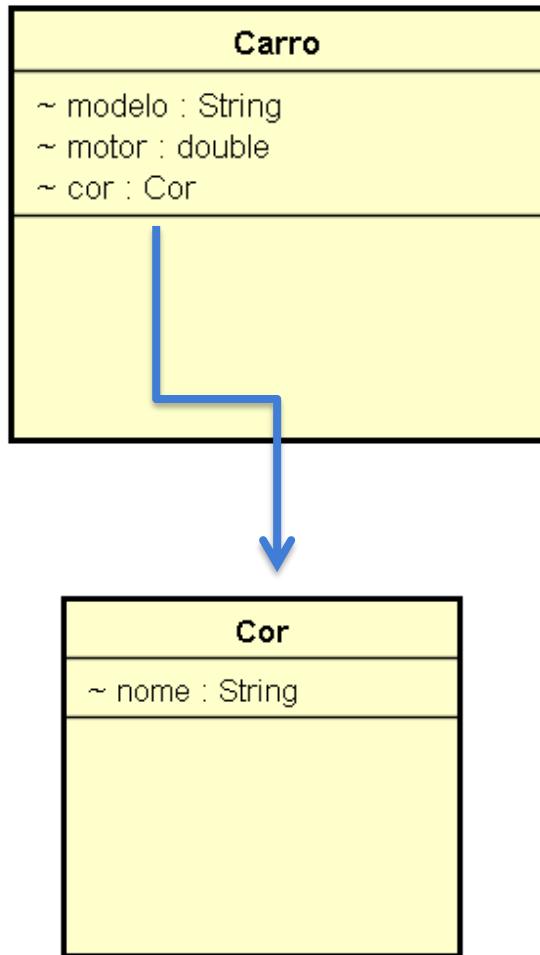 Carro
~ modelo : String
~ motor : double
~ cor : Cor
Cor
~ nome : String